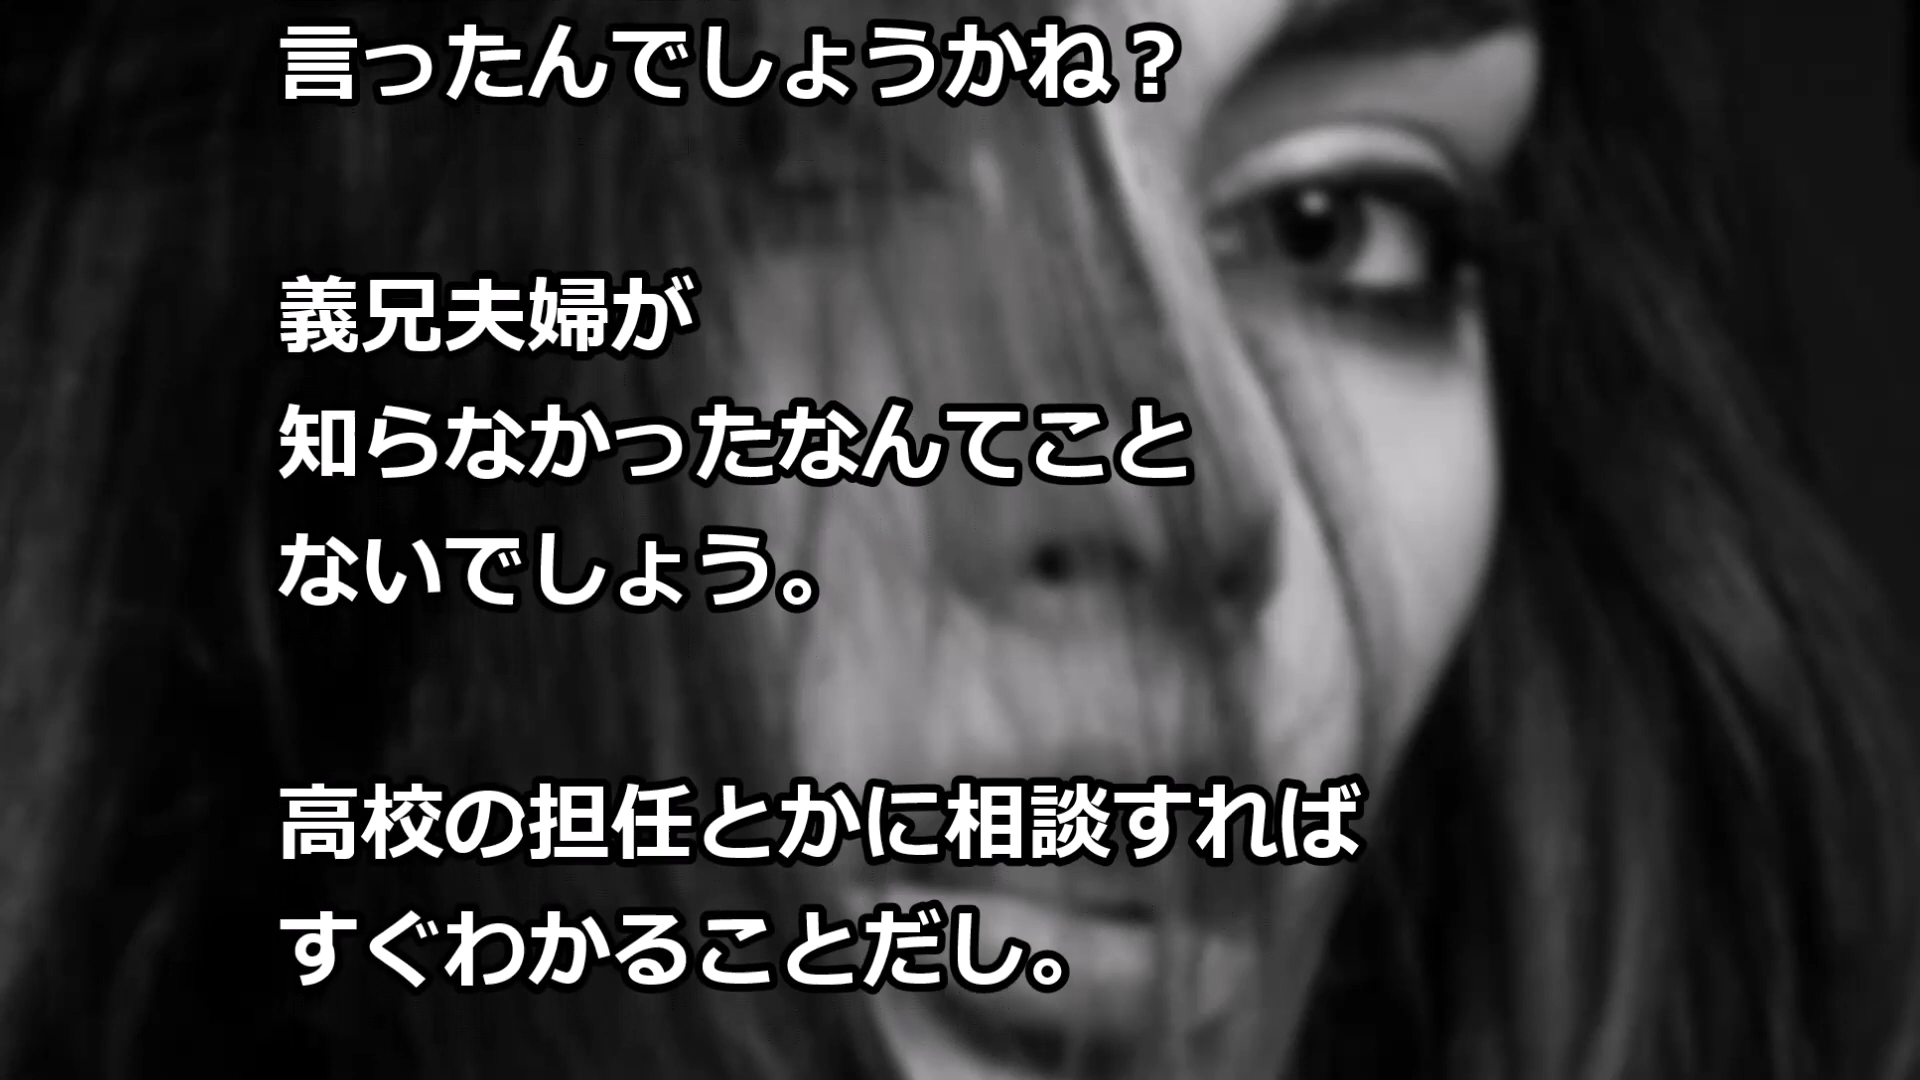 言ったんでしょうかね？
義兄夫婦が
知らなかったなんてこと
ないでしょう。
高校の担任とかに相談すれば
すぐわかることだし。